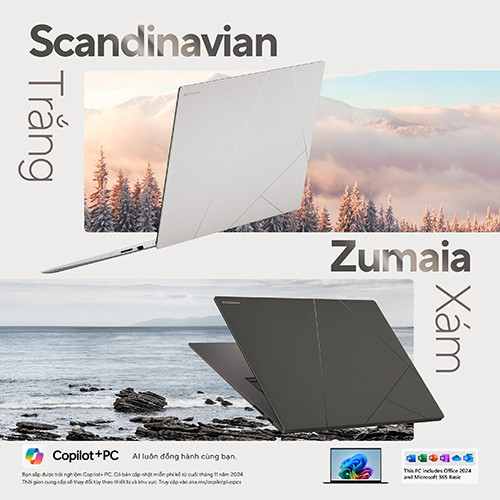 Scandinavian
Trắng
Zumaia
Xám
Copilot+PC AI luôn đồng hành cùng bạn.
Bạn sắp được trải nghiệm Copilot+ PC. Có bản cập nhật miễn phí kể từ cuối tháng 11 năm 2024.
Thời gian cung cấp sẽ thay đổi tùy theo thiết bị và khu vực. Truy cập vào aka.ms/copilotpluspcs
This PC includes Office 2024
and Microsoft 365 Basic